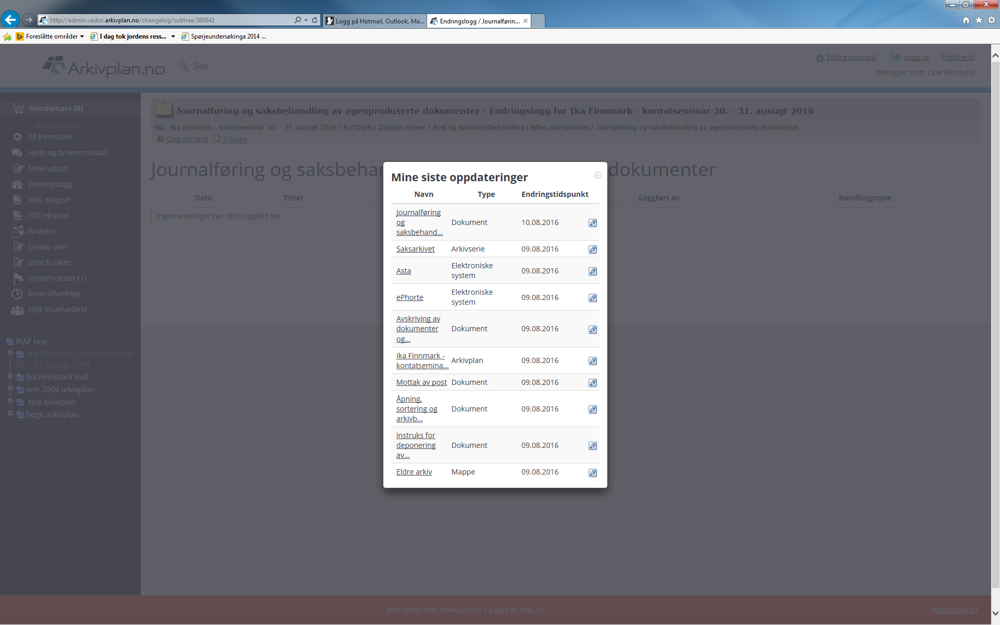 http://admin.vadso.arkivplan.no/changelog/subtree/360641
Logg på Hotmail, Outlook, Ma...
Endringslogg / Journalførin...
Foreslåtte områder
I dag tok jordens ress...
Spørjeundersøkinga 2014 ...
Arkivplan.no
Søk
Endre passord
Logg ut
Front end
Innlogget som: Line Korslund
Handlekurv (0)
Vis/Skjul Verktøy
Til fremsiden
Hjelp og brukermanual
Mine utkast
Endringslogg
XML eksport
PDF eksport
Brukere
Create user
Siste ti saker
Systemvarsler (1)
Kontrollverktøy
Nytt IKsamarbeid
IKAF test
Ika Finnmark - kontatseminar
30. - 31. ausugt 2016
Ika Finnmark mal
test 2009 arkivplan
test arkivplan
hege arkivplan
Journalføring og saksbehandling av egenproduserte dokumenter - Endringslogg for Ika Finnmark - kontatseminar 30. - 31. ausugt 2016
Sti: Ika Finnmark - kontatseminar 30. - 31. ausugt 2016 / RUTINER / Daglige rutiner / Post og dokumentbehandling i felles journalenhet / Journalføring og saksbehandling av egenproduserte dokumenter
Opp ett nivå Tilbake
Journalføring og saksbehan dokumenter
Dato Tittel Loggført av Handlingstype
Ingen endringer har blitt loggført her.
Mine siste oppdateringer
Navn Type Endringstidspunkt
Journalføring
og
saksbehand...
Dokument 10.08.2016
Saksarkivet Arkivserie 09.08.2016
Asta
Elektroniske
system
09.08.2016
ePhorte
Elektroniske
system
09.08.2016
Avskriving av
dokumenter
og...
Dokument 09.08.2016
Ika Finnmark -
kontatsemina...
Arkivplan 09.08.2016
Mottak av post Dokument 09.08.2016
Åpning,
sortering og
arkivb...
Dokument 09.08.2016
instruks for
deponering
av...
Dokument 09.08.2016
Eldre arkiv Mappe 09.08.2016
Alle rettigheter Arkivplan.no | Laget av NXC.no
Nettstedskart